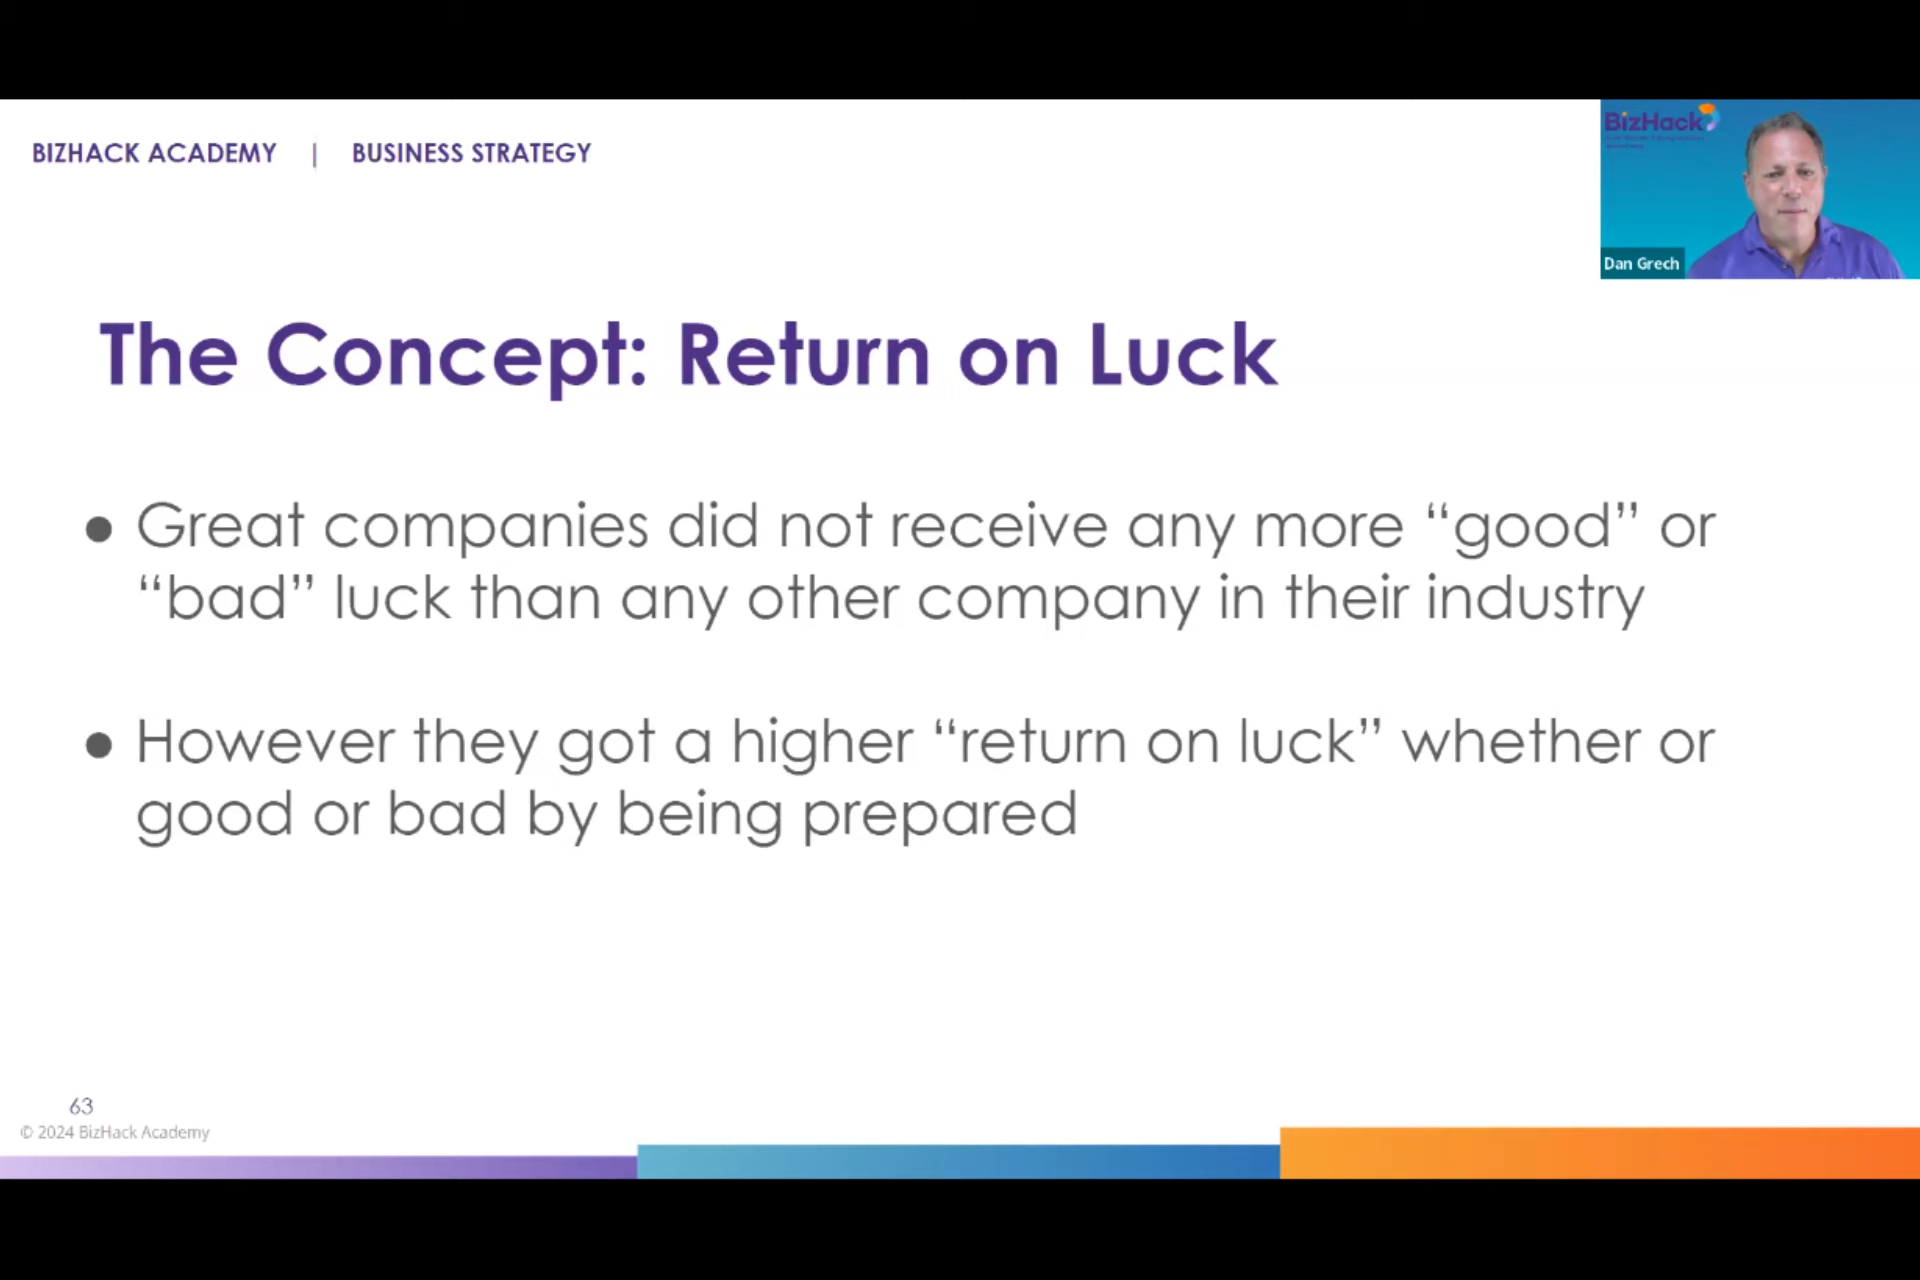 BIZHACK ACADEMY | BUSINESS STRATEGY
BizHack
Dan Grech
The Concept: Return on Luck
● Great companies did not receive any more “good” or
“bad” luck than any other company in their industry
● However they got a higher “return on luck” whether or
good or bad by being prepared
63
© 2024 BizHack Academy